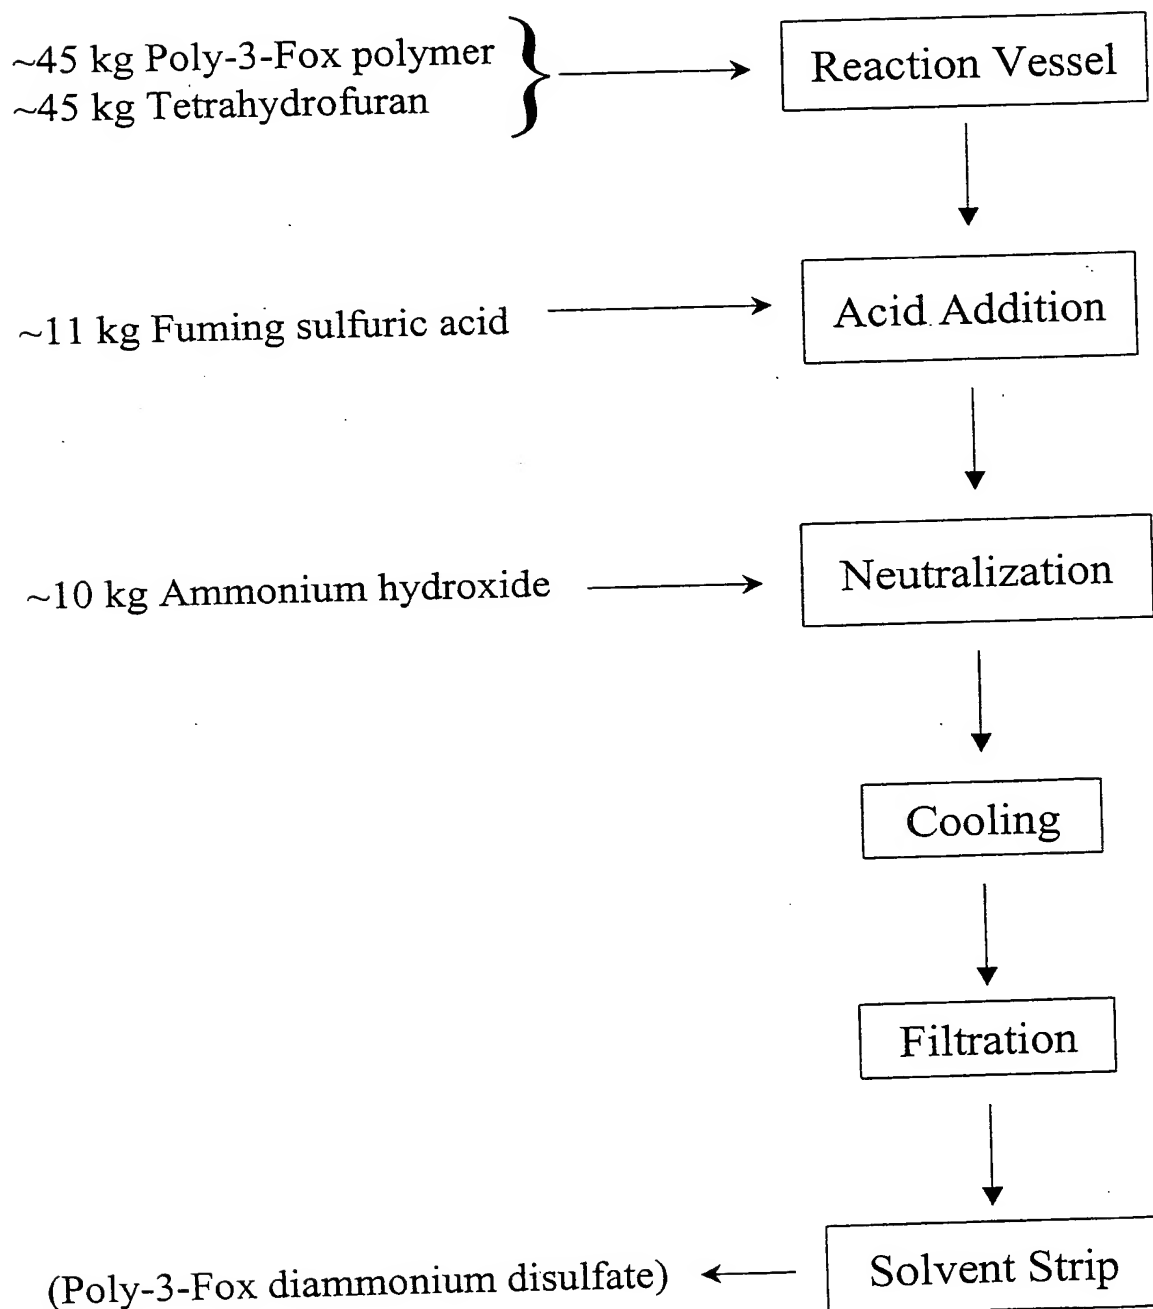 ~45 kg Poly-3-Fox polymer
~45 kg Tetrahydrofuran
Reaction Vessel
~11 kg Fuming sulfuric acid
Acid Addition
~10 kg Ammonium hydroxide
Neutralization
Cooling
Filtration
Solvent Strip
(Poly-3-Fox diammonium disulfate)